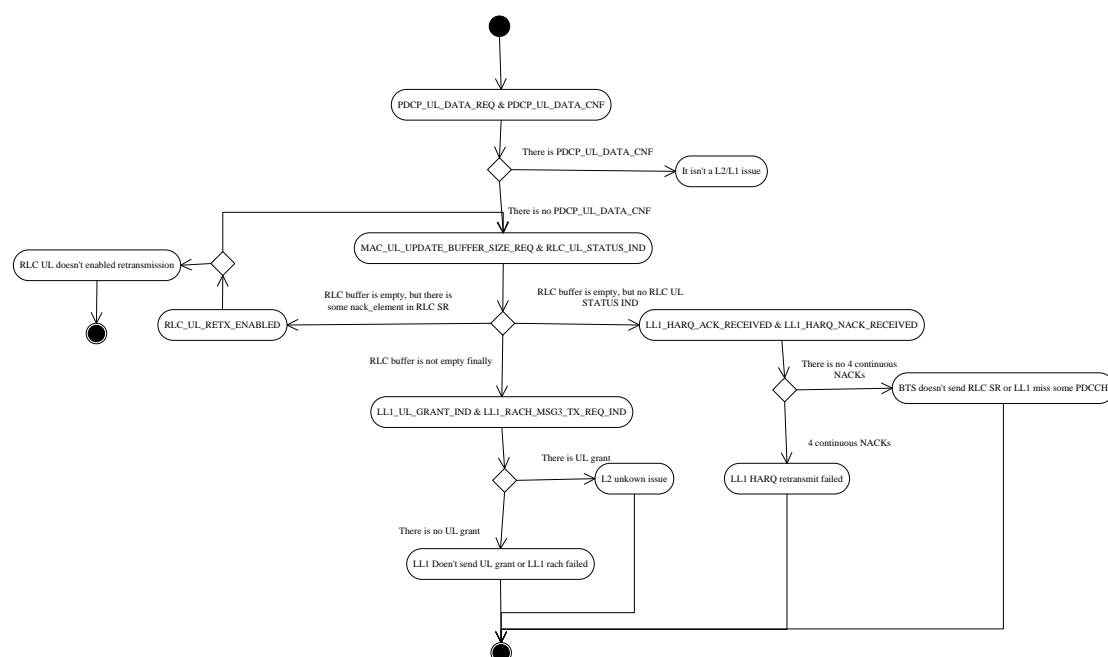 PDCP_UL_DATA_REQ & PDCP_UL_DATA_CNF
There is PDCP_UL_DATA_CNF
It isn't a L2/L1 issue
There is no PDCP_UL_DATA_CNF
MAC_UL_UPDATE_BUFFER_SIZE_REQ & RLC_UL_STATUS_IND
RLC UL doesn't enabled retransmission
RLC buffer is empty, but there is
some nack_element in RLC SR
RLC buffer is empty, but no RLC UL
STATUS IND
RLC_UL_RETX_ENABLED
LL1_HARQ_ACK_RECEIVED & LL1_HARQ_NACK_RECEIVED
RLC buffer is not empty finally
There is no 4 continuous
NACKs
BTS doesn't send RLC SR or LL1 miss some PDCCH
LL1_UL_GRANT_IND & LL1_RACH_MSG3_TX_REQ_IND
4 continuous NACKs
There is UL grant
L2 unkown issue
LL1 HARQ retransmit failed
There is no UL grant
LL1 Doen't send UL grant or LL1 rach failed